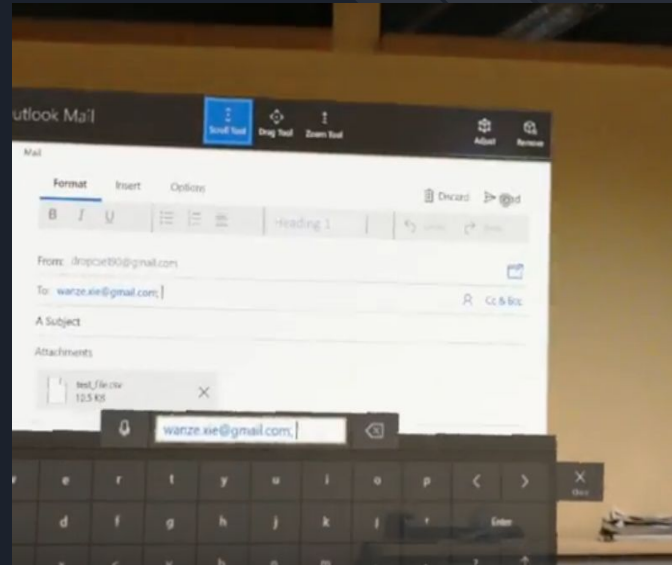 utlook Mail
Scroll Tool Drag Tool Zoom Tool Adjust Remove
Mail
Format Insert Options
Discard
B I U Heading 1
From: dropcse190@gmail.com
To: wanze.xie@gmail.com;
Cc & Bcc
A Subject
Attachments
test_file.csv
12.5 KB
wanze.xie@gmail.com;
e r t y u i o p < >
d f g h j k l ' Enter